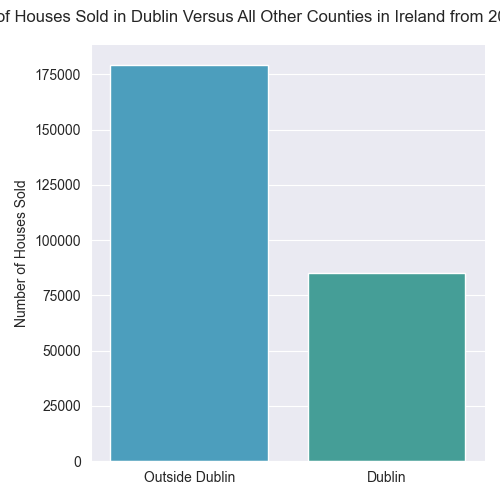 of Houses Sold in Dublin Versus All Other Counties in Ireland from 20
175000
150000
125000
100000
75000
50000
25000
0
Number of Houses Sold
Outside Dublin
Dublin